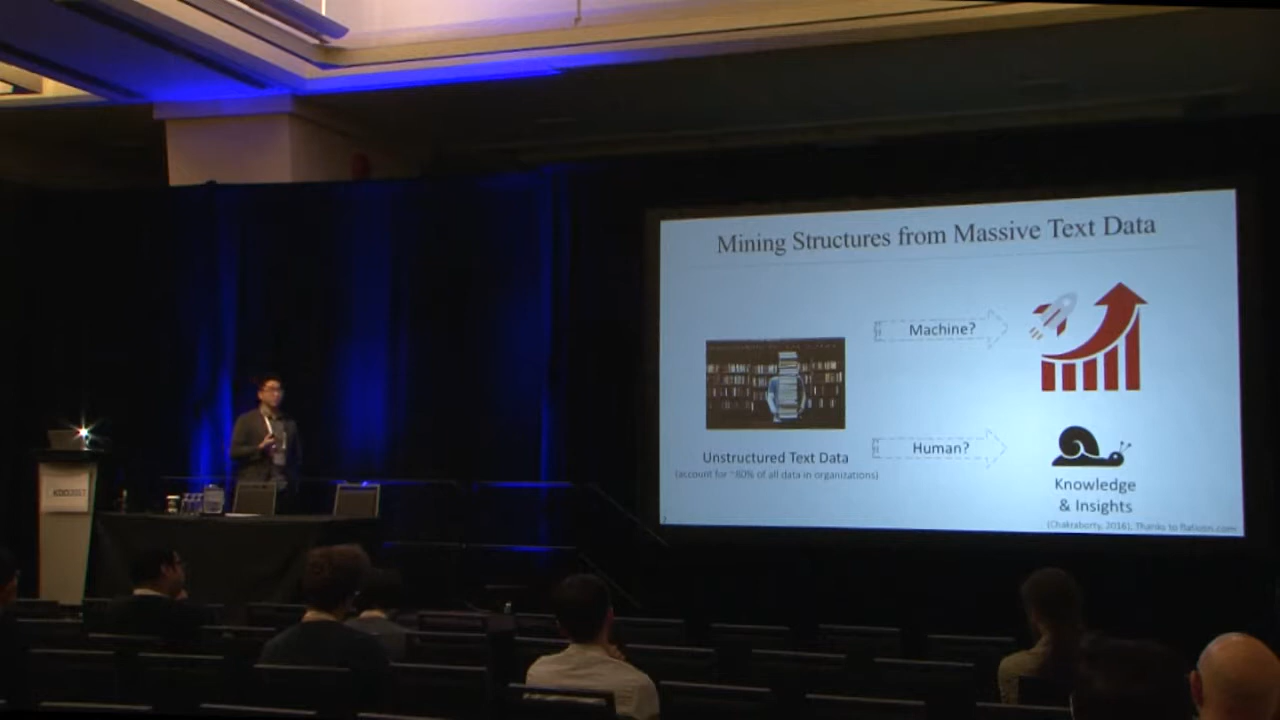 Mining Structures from Massive Text Data
Machine?
Unstructured Text Data
(account for ~80% of all data in organizations)
Human?
Knowledge
& Insights
(Chakraborty, 2016); Thanks to flaticon.com
KDD2017